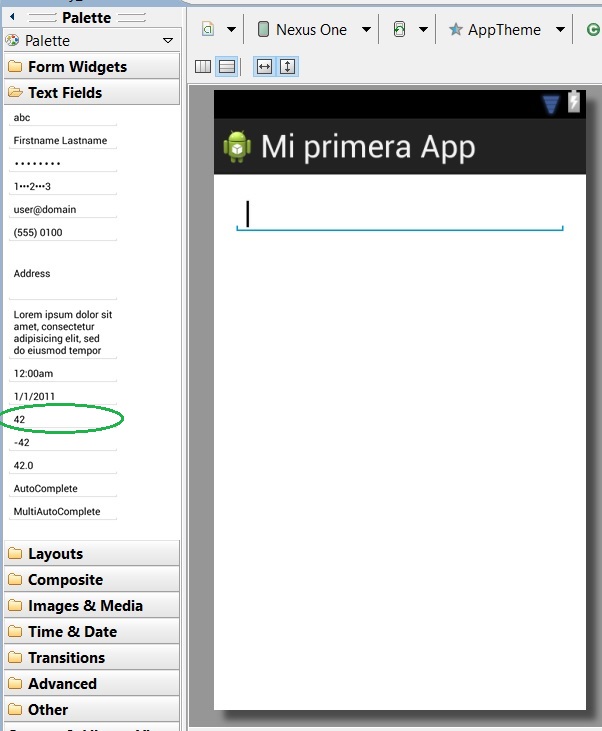 Palette
Palette
Form Widgets
Text Fields
abc
Firstname Lastname
••••••••
1•••2•••3
user@domain
(555) 0100
Address
Lorem ipsum dolor sit
amet, consectetur
adipisicing elit, sed
do eiusmod tempor
12:00am
1/1/2011
42
-42
42.0
AutoComplete
MultiAutoComplete
Layouts
Composite
Images & Media
Time & Date
Transitions
Advanced
Other
Nexus One
AppTheme
Mi primera App